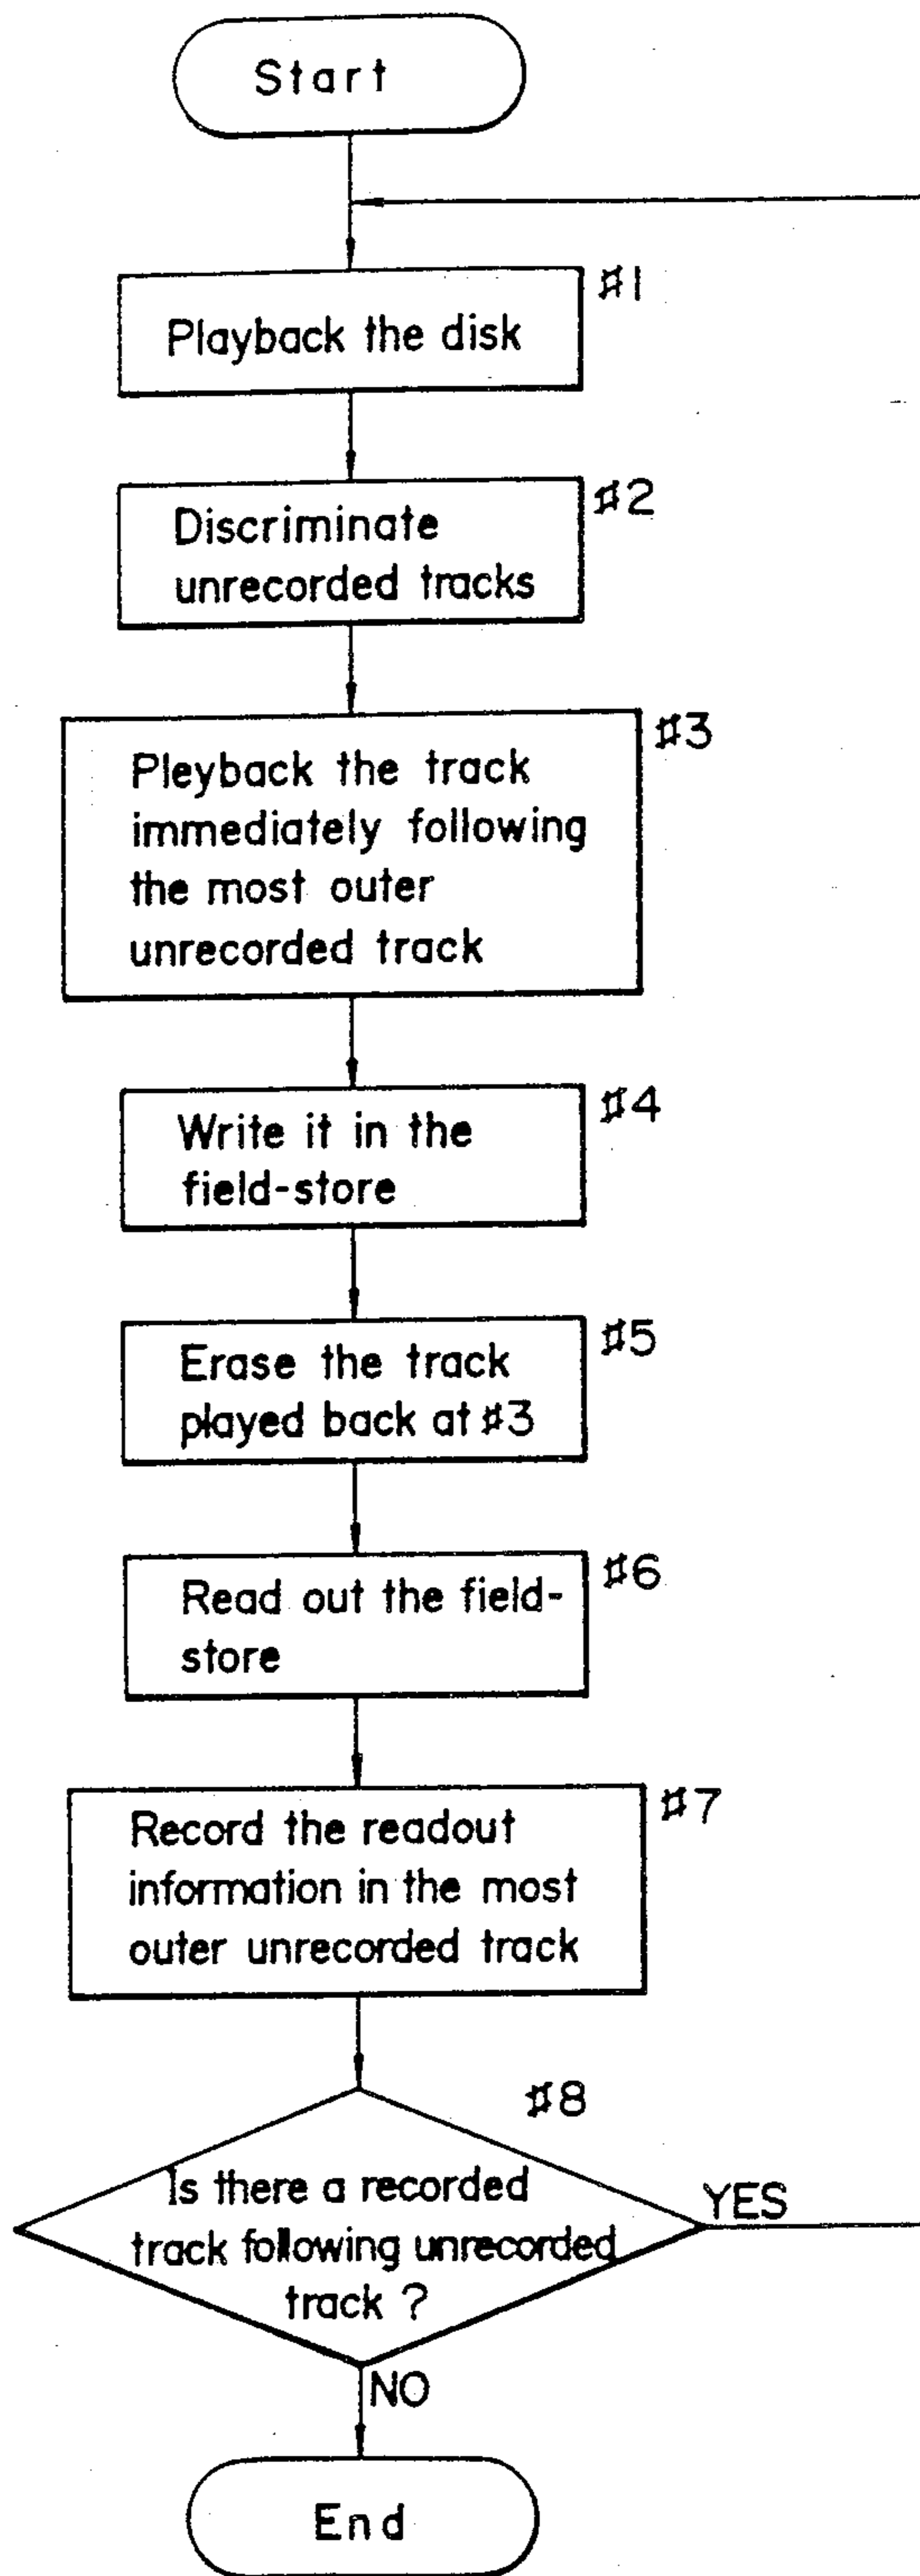 Start
#1
Playback the disk
#2
Discriminate
unrecorded tracks
#3
Pleyback the track
immediately following
the most outer
unrecorded track
#4
Write it in the
field-store
#5
Erase the track
played back at #3
#6
Read out the field-
store
#7
Record the readout
information in the most
outer unrecorded track
#8
Is there a recorded
track following unrecorded
track ?
YES
NO
End